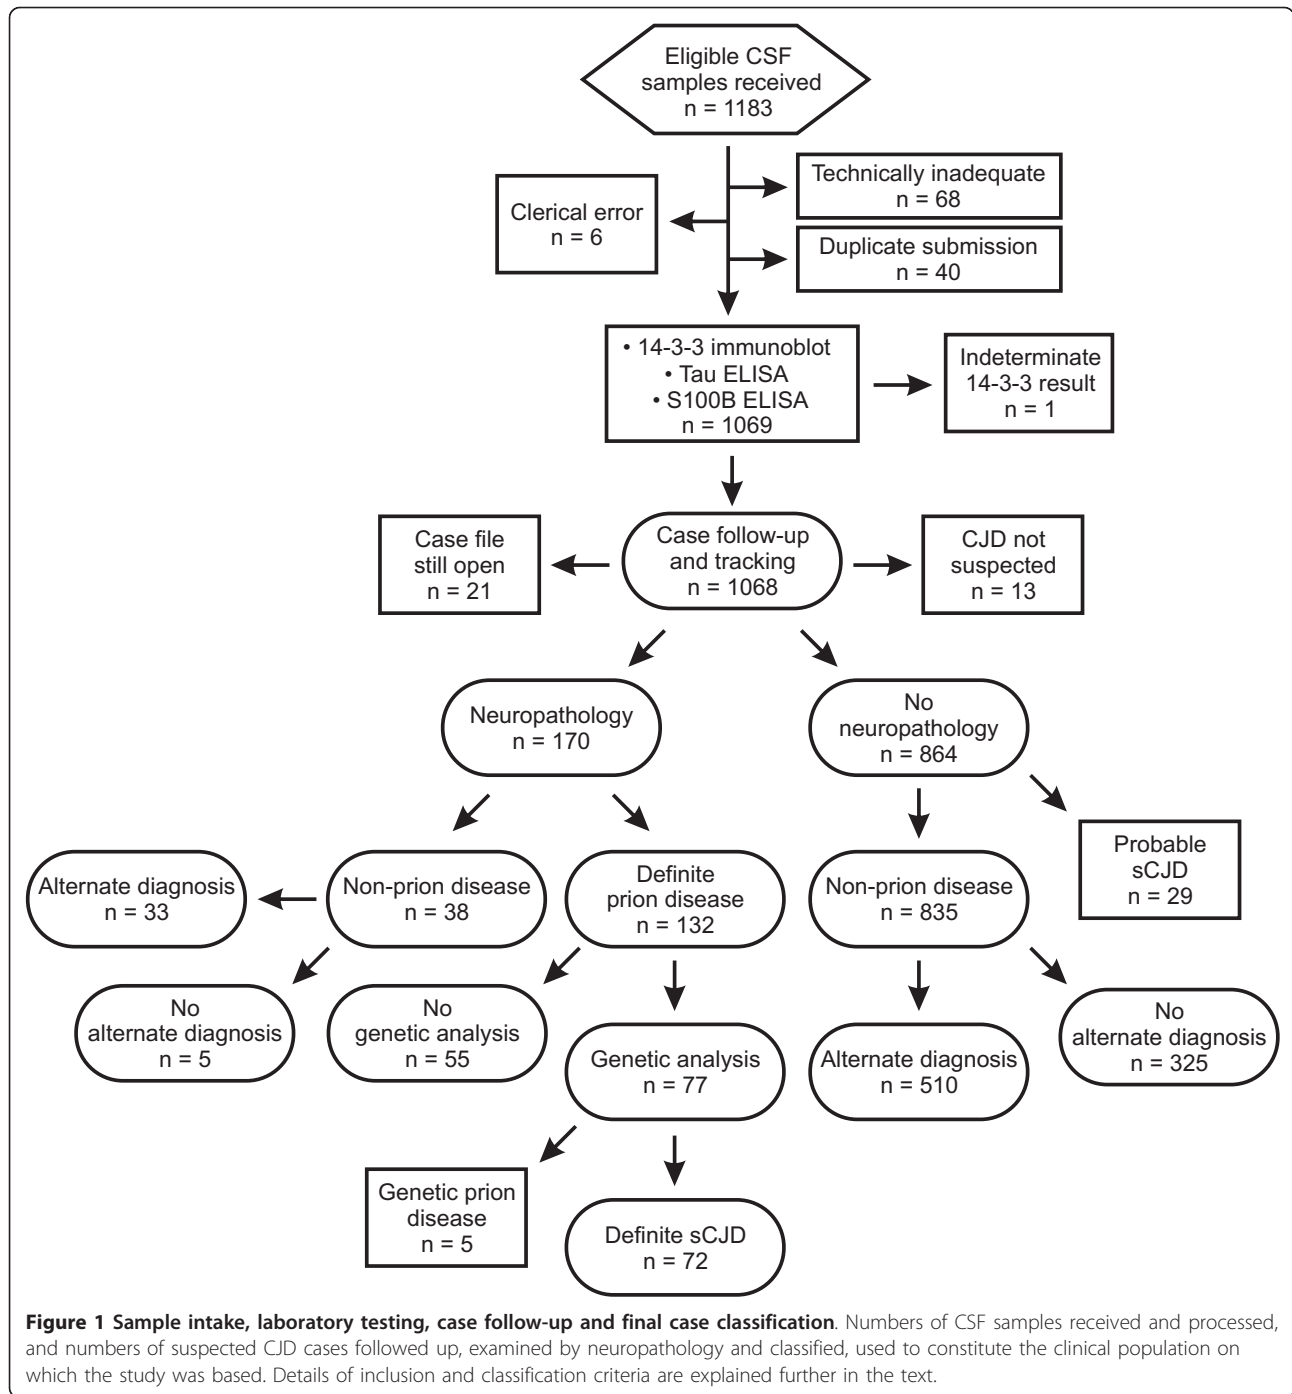 Eligible CSF
samples received
n = 1183
Technically inadequate
n = 68
Clerical error
n = 6
Duplicate submission
n = 40
• 14-3-3 immunoblot
• Tau ELISA
• S100B ELISA
n = 1069
Indeterminate
14-3-3 result
n = 1
Case file
still open
n = 21
Case follow-up
and tracking
n = 1068
CJD not
suspected
n = 13
Neuropathology
n = 170
No
neuropathology
n = 864
Alternate diagnosis
n = 33
Non-prion disease
n = 38
Definite
prion disease
n = 132
Non-prion disease
n = 835
Probable
sCJD
n = 29
No
alternate diagnosis
n = 5
No
genetic analysis
n = 55
Genetic analysis
n = 77
Alternate diagnosis
n = 510
No
alternate diagnosis
n = 325
Genetic prion
disease
n = 5
Definite sCJD
n = 72
Figure 1 Sample intake, laboratory testing, case follow-up and final case classification. Numbers of CSF samples received and processed,
and numbers of suspected CJD cases followed up, examined by neuropathology and classified, used to constitute the clinical population on
which the study was based. Details of inclusion and classification criteria are explained further in the text.